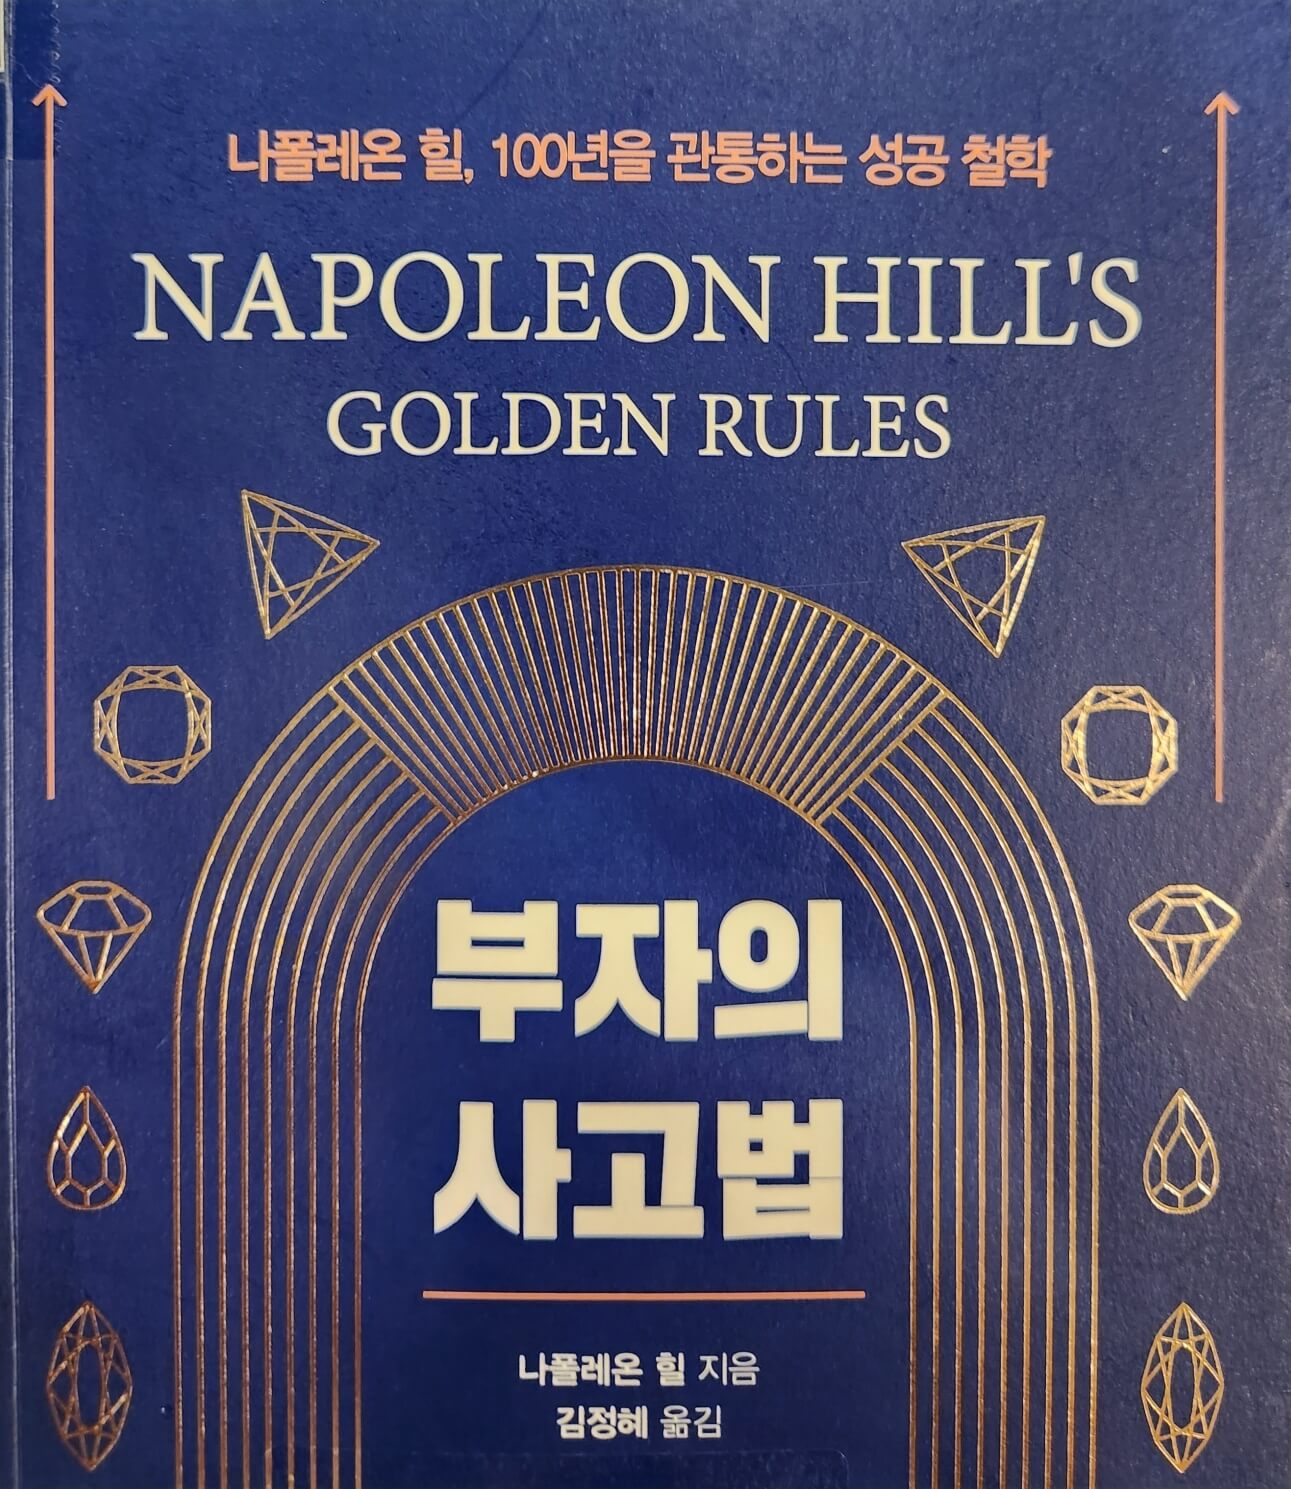 나폴레온 힐, 100년을 관통하는 성공 철학
NAPOLEON HILL'S
GOLDEN RULES
부자의
사고법
나폴레온 힐 지음
김정혜 옮김